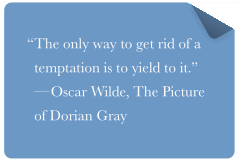 “The only way to get rid of a
temptation is to yield to it.”
—Oscar Wilde, The Picture
of Dorian Gray